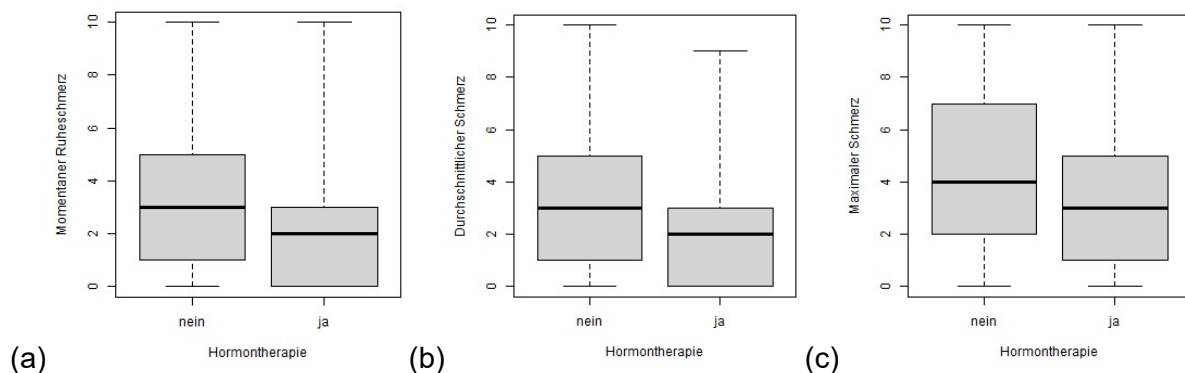 Momentaner Ruheschmerz
10
8
6
4
2
0
nein ja
Hormontherapie
(a)
Durchschnittlicher Schmerz
10
8
6
4
2
0
nein ja
Hormontherapie
(b)
Maximaler Schmerz
10
8
6
4
2
0
nein ja
Hormontherapie
(c)